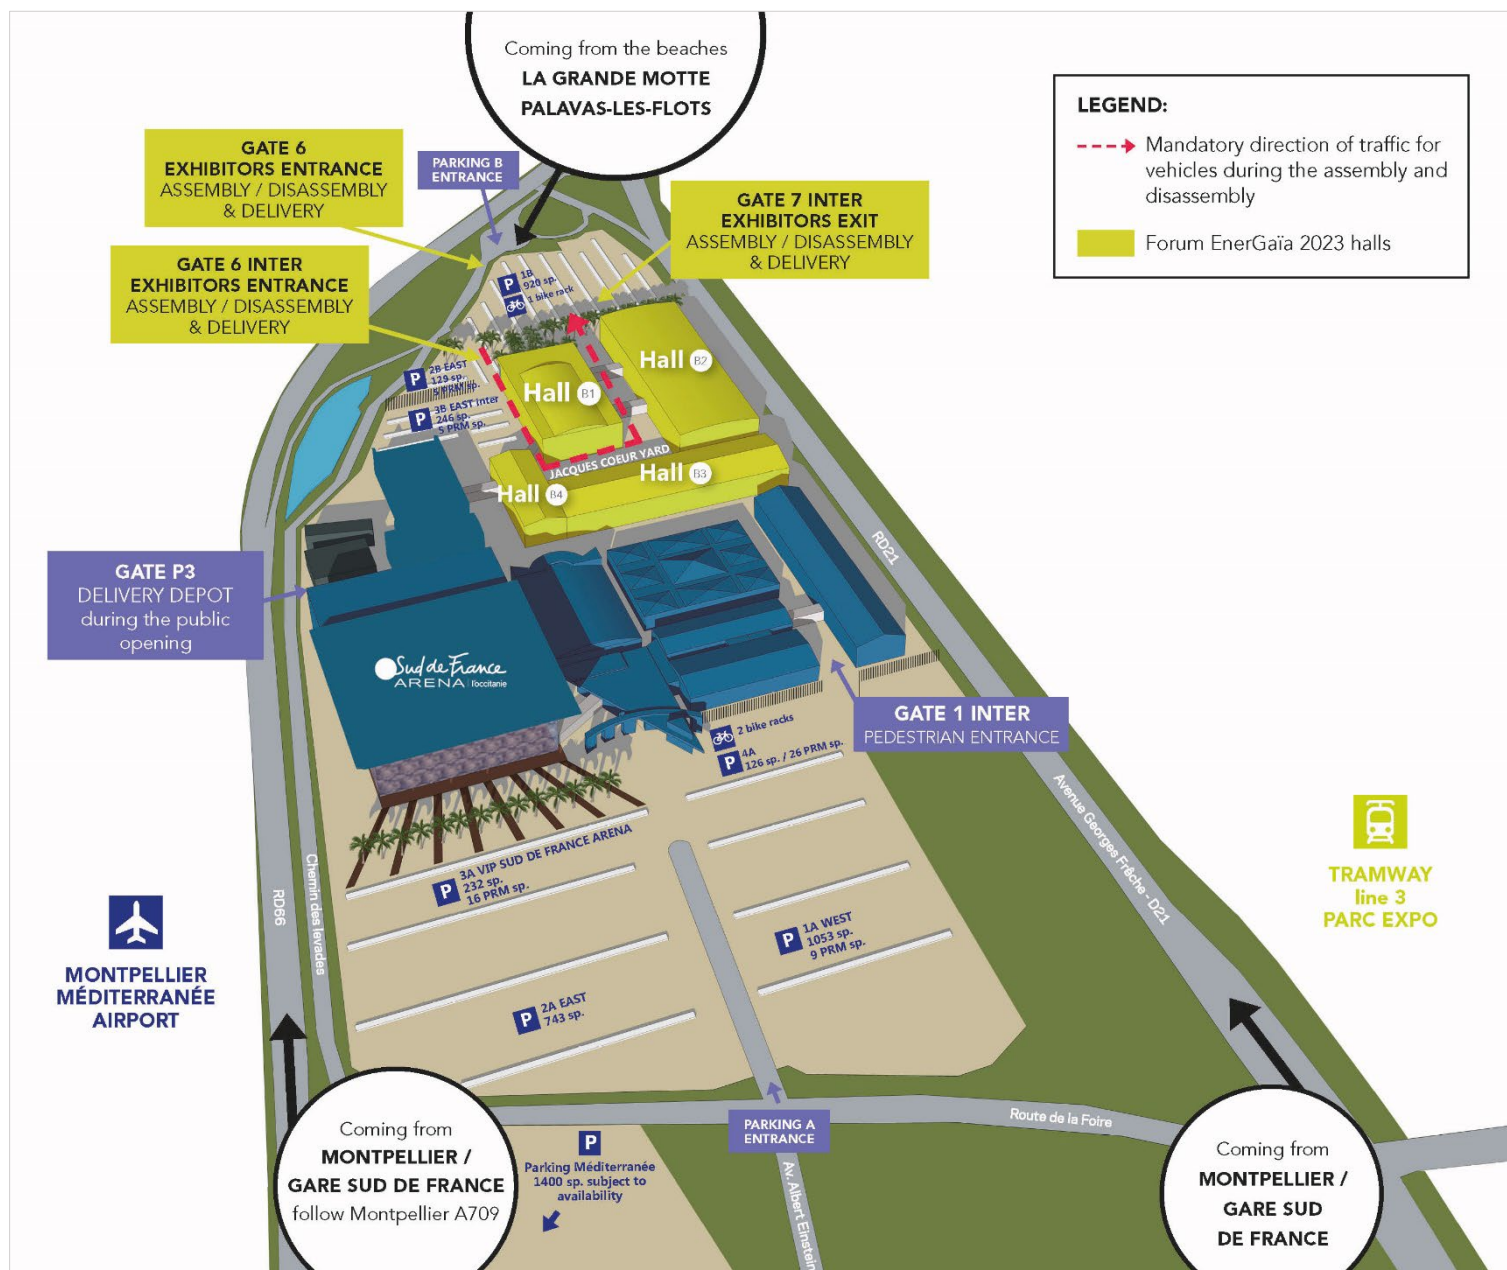 Coming from the beaches
LA GRANDE MOTTE
PALAVAS-LES-FLOTS
LEGEND:
Mandatory direction of traffic for
vehicles during the assembly and
disassembly
Forum EnerGaïa 2023 halls
GATE 6
EXHIBITORS ENTRANCE
ASSEMBLY / DISASSEMBLY
& DELIVERY
PARKING B
ENTRANCE
GATE 7 INTER
EXHIBITORS EXIT
ASSEMBLY / DISASSEMBLY
& DELIVERY
GATE 6 INTER
EXHIBITORS ENTRANCE
ASSEMBLY / DISASSEMBLY
& DELIVERY
P 1B
920 sp.
1 bike rack
P 2B EAST
129 sp.
5 PRM sp.
P 3B EAST Inter
246 sp.
5 PRM sp.
Hall B2
Hall B1
JACQUES COEUR YARD
Hall B3
Hall B4
RD21
GATE P3
DELIVERY DEPOT
during the public
opening
Sud de France
ARENA l'occitanie
GATE 1 INTER
PEDESTRIAN ENTRANCE
2 bike racks
P 4A
126 sp. / 26 PRM sp.
Avenue Georges Frêche - D21
TRAMWAY
line 3
PARC EXPO
P 3A VIP SUD DE FRANCE ARENA
232 sp.
16 PRM sp.
RD66
Chemin des levades
P 1A WEST
1053 sp.
9 PRM sp.
MONTPELLIER
MÉDITERRANÉE
AIRPORT
P 2A EAST
743 sp.
Coming from
MONTPELLIER /
GARE SUD DE FRANCE
follow Montpellier A709
P
Parking Méditerranée
1400 sp. subject to
availability
PARKING A
ENTRANCE
Av. Albert Einstein
Route de la Foire
Coming from
MONTPELLIER /
GARE SUD
DE FRANCE